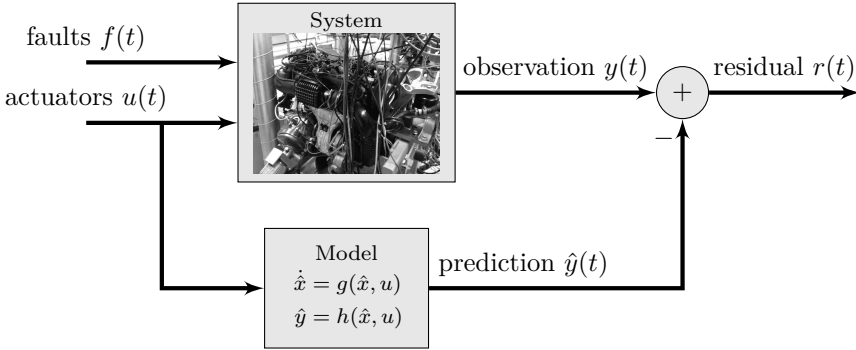 System
faults f(t)
actuators u(t)
observation y(t)
+
residual r(t)
−
Model
ẋ̂ = g(x̂, u)
ŷ = h(x̂, u)
prediction ŷ(t)